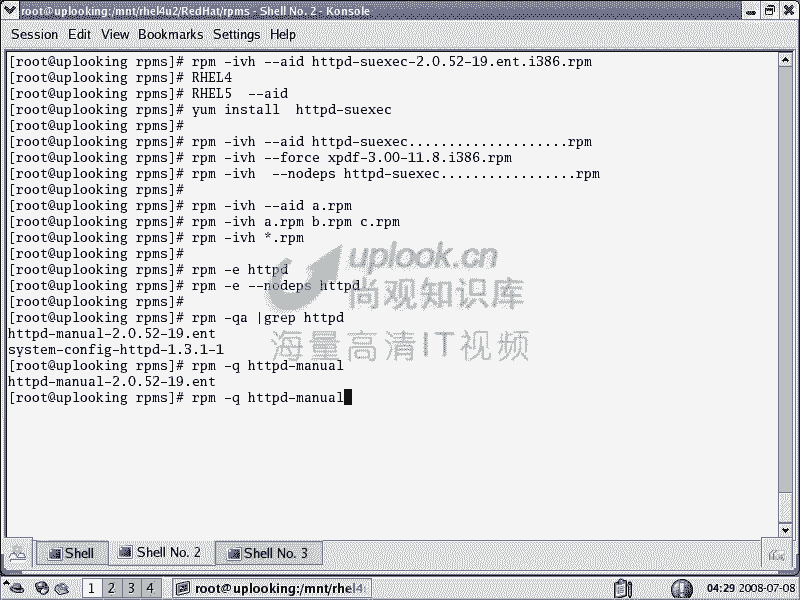 root@uplooking:/mnt/rhel4u2/RedHat/rpms - Shell No. 2 - Konsole
Session Edit View Bookmarks Settings Help
[root@uplooking rpms]# rpm -ivh --aid httpd-suexec-2.0.52-19.ent.i386.rpm
[root@uplooking rpms]# RHEL4
[root@uplooking rpms]# RHEL5  --aid
[root@uplooking rpms]# yum install  httpd-suexec
[root@uplooking rpms]#
[root@uplooking rpms]# rpm -ivh --aid httpd-suexec....................rpm
[root@uplooking rpms]# rpm -ivh --force xpdf-3.00-11.8.i386.rpm
[root@uplooking rpms]# rpm -ivh  --nodeps httpd-suexec.................rpm
[root@uplooking rpms]#
[root@uplooking rpms]# rpm -ivh --aid a.rpm
[root@uplooking rpms]# rpm -ivh a.rpm b.rpm c.rpm
[root@uplooking rpms]# rpm -ivh *.rpm
[root@uplooking rpms]#
[root@uplooking rpms]# rpm -e httpd
[root@uplooking rpms]# rpm -e --nodeps httpd
[root@uplooking rpms]#
[root@uplooking rpms]# rpm -qa |grep httpd
httpd-manual-2.0.52-19.ent
system-config-httpd-1.3.1-1
[root@uplooking rpms]# rpm -q httpd-manual
httpd-manual-2.0.52-19.ent
[root@uplooking rpms]# rpm -q httpd-manual
uplook.cn
尚观知识库
海量高清IT视频
Shell Shell No. 2 Shell No. 3
1 2 3 4 root@uplooking:/mnt/rhel4 04:29 2008-07-08